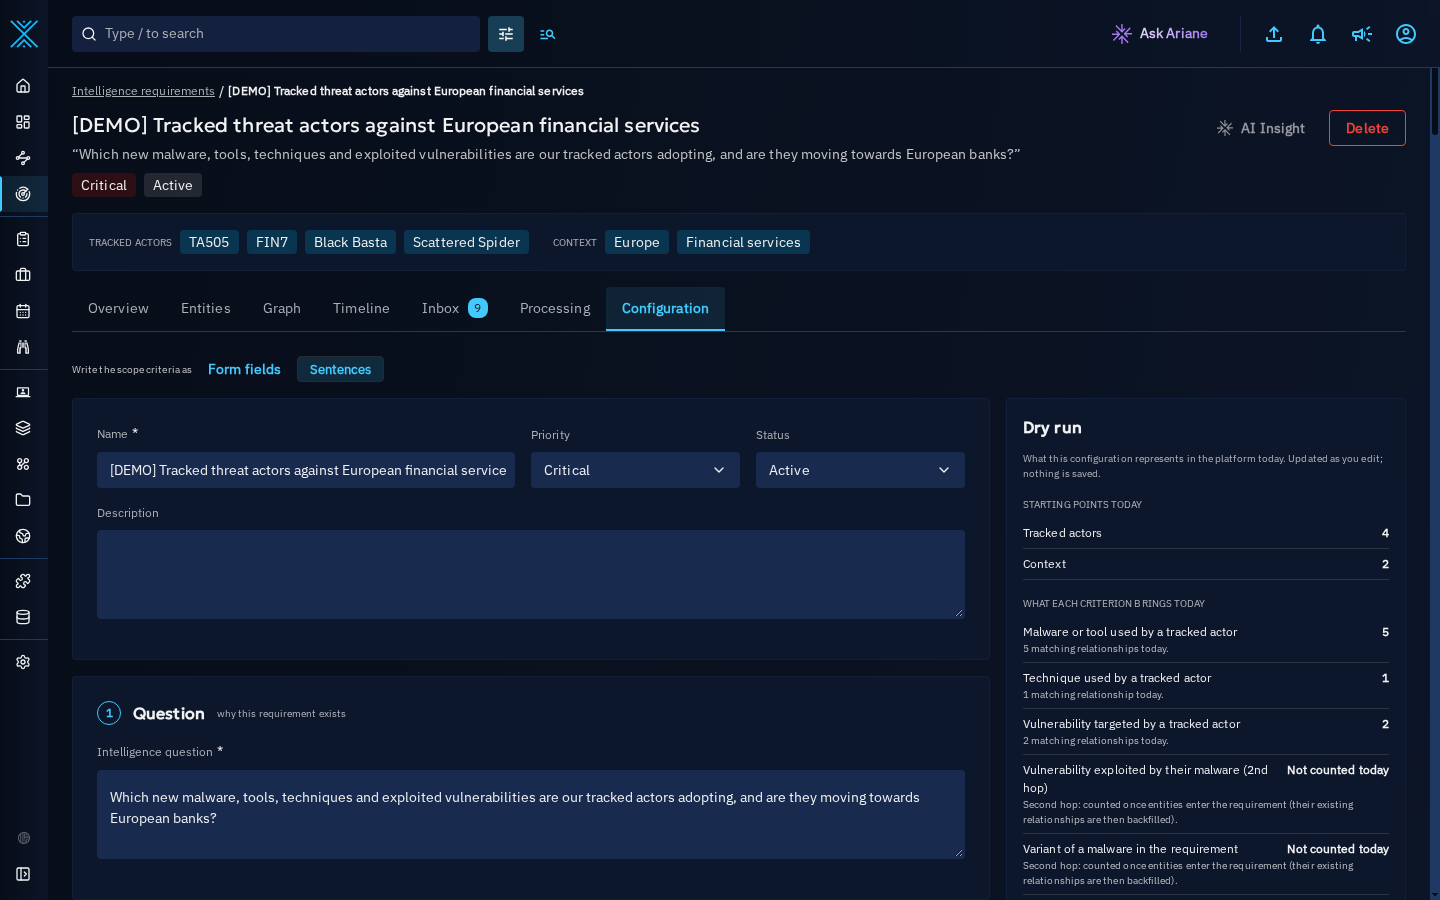 Type / to search
Ask Ariane
Intelligence requirements / [DEMO] Tracked threat actors against European financial services
[DEMO] Tracked threat actors against European financial services
AI Insight
Delete
“Which new malware, tools, techniques and exploited vulnerabilities are our tracked actors adopting, and are they moving towards European banks?”
Critical
Active
TRACKED ACTORS
TA505
FIN7
Black Basta
Scattered Spider
CONTEXT
Europe
Financial services
Overview
Entities
Graph
Timeline
Inbox 9
Processing
Configuration
Write the scope criteria as
Form fields
Sentences
Name *
Priority
Status
[DEMO] Tracked threat actors against European financial service
Critical
Active
Description
1
Question
why this requirement exists
Intelligence question *
Which new malware, tools, techniques and exploited vulnerabilities are our tracked actors adopting, and are they moving towards
European banks?
Dry run
What this configuration represents in the platform today. Updated as you edit;
nothing is saved.
STARTING POINTS TODAY
Tracked actors 4
Context 2
WHAT EACH CRITERION BRINGS TODAY
Malware or tool used by a tracked actor 5
5 matching relationships today.
Technique used by a tracked actor 1
1 matching relationship today.
Vulnerability targeted by a tracked actor 2
2 matching relationships today.
Vulnerability exploited by their malware (2nd Not counted today
hop)
Second hop: counted once entities enter the requirement (their existing
relationships are then backfilled).
Variant of a malware in the requirement Not counted today
Second hop: counted once entities enter the requirement (their existing
relationships are then backfilled).